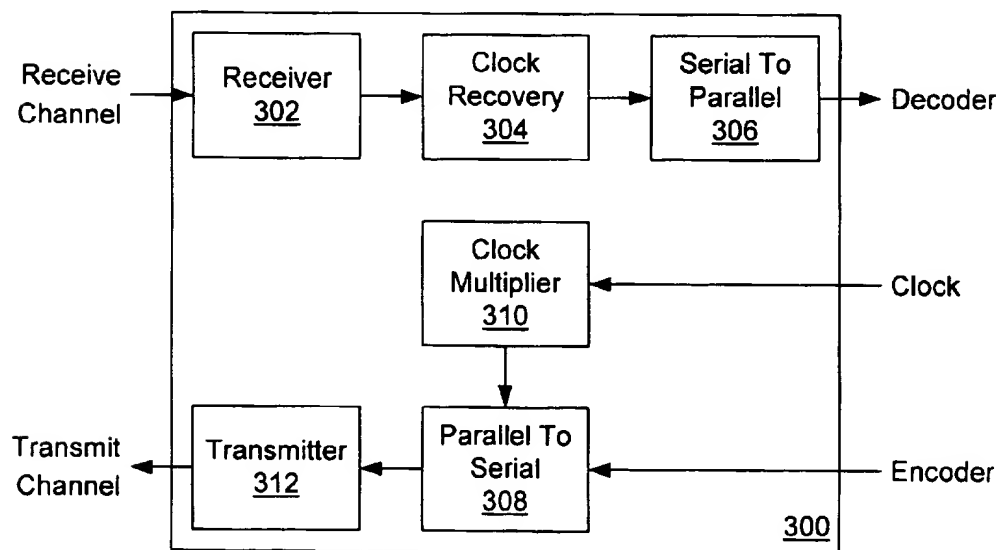 Receive
Channel
Receiver
302
Clock
Recovery
304
Serial To
Parallel
306
Decoder
Clock
Multiplier
310
Clock
Transmit
Channel
Transmitter
312
Parallel To
Serial
308
Encoder
300